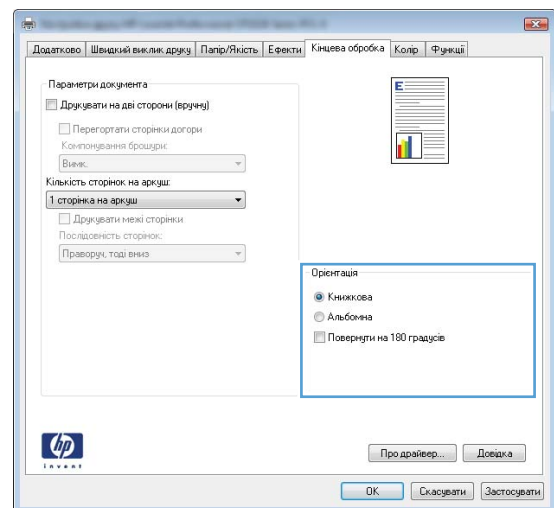 Додатково Швидкий виклик друку Папір/Якість Ефекти Кінцева обробка Колір Функції
Параметри документа
Друкувати на дві сторони (вручну)
Перегортати сторінки догори
Компонування брошури:
Вимк.
Кількість сторінок на аркуш:
1 сторінка на аркуш
Друкувати межі сторінки
Послідовність сторінок:
Праворуч, тоді вниз
E
Орієнтація
Книжкова
Альбомна
Повернути на 180 градусів
hp
invent
Про драйвер... Довідка
OK Скасувати Застосувати